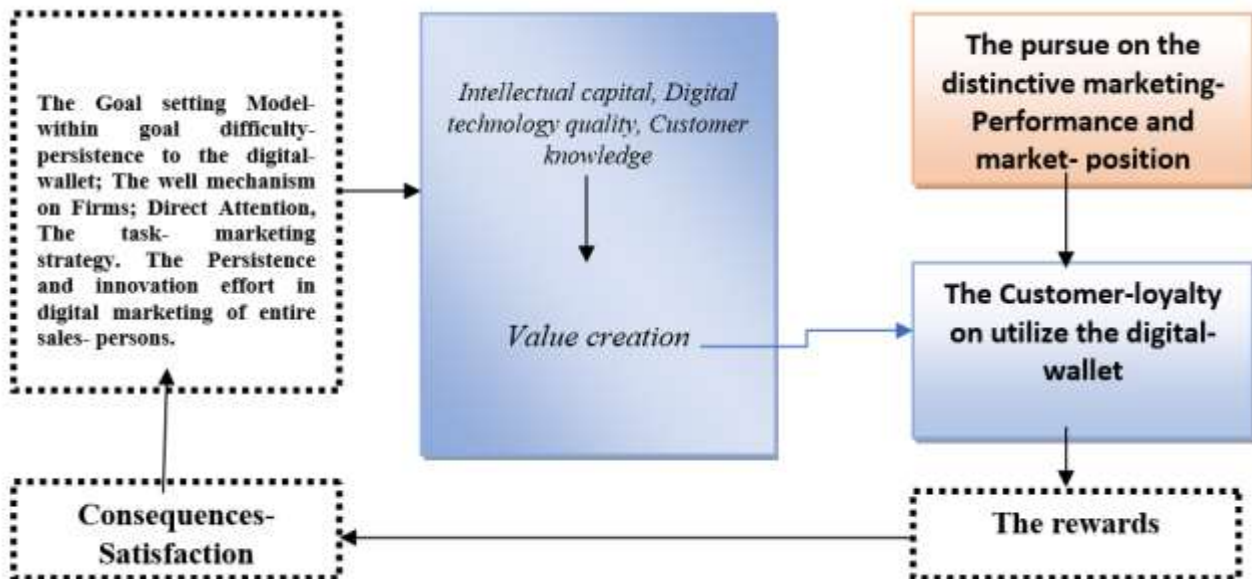 The Goal setting Model-
within goal difficulty-
persistence to the digital-
wallet; The well mechanism
on Firms; Direct Attention,
The task- marketing
strategy. The Persistence
and innovation effort in
digital marketing of entire
sales- persons.
Intellectual capital, Digital
technology quality, Customer
knowledge
Value creation
The pursue on the
distinctive marketing-
Performance and
market- position
The Customer-loyalty
on utilize the digital-
wallet
Consequences-
Satisfaction
The rewards